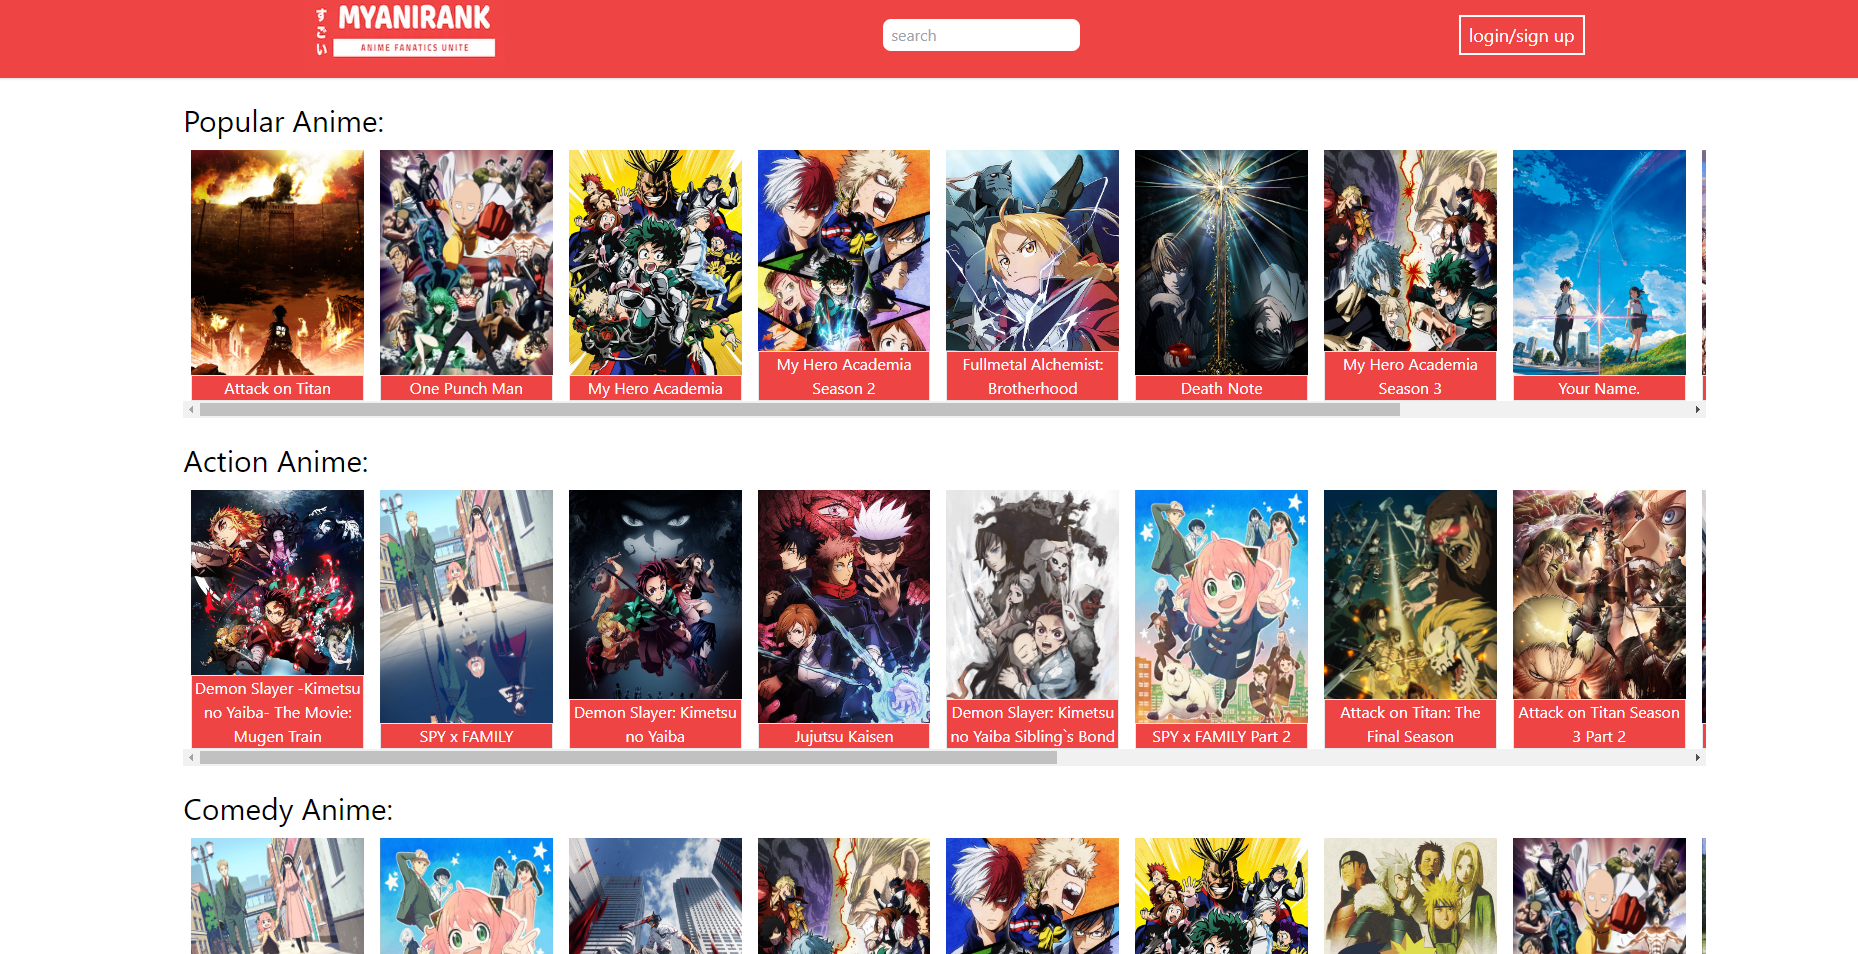 すごい
MYANIRANK
ANIME FANATICS UNITE
search
login/sign up
Popular Anime:
Attack on Titan
One Punch Man
My Hero Academia
My Hero Academia
Season 2
Fullmetal Alchemist:
Brotherhood
Death Note
My Hero Academia
Season 3
Your Name.
Action Anime:
Demon Slayer -Kimetsu
no Yaiba- The Movie:
Mugen Train
SPY x FAMILY
Demon Slayer: Kimetsu
no Yaiba
Jujutsu Kaisen
Demon Slayer: Kimetsu
no Yaiba Sibling`s Bond
SPY x FAMILY Part 2
Attack on Titan: The
Final Season
Attack on Titan Season
3 Part 2
Comedy Anime: